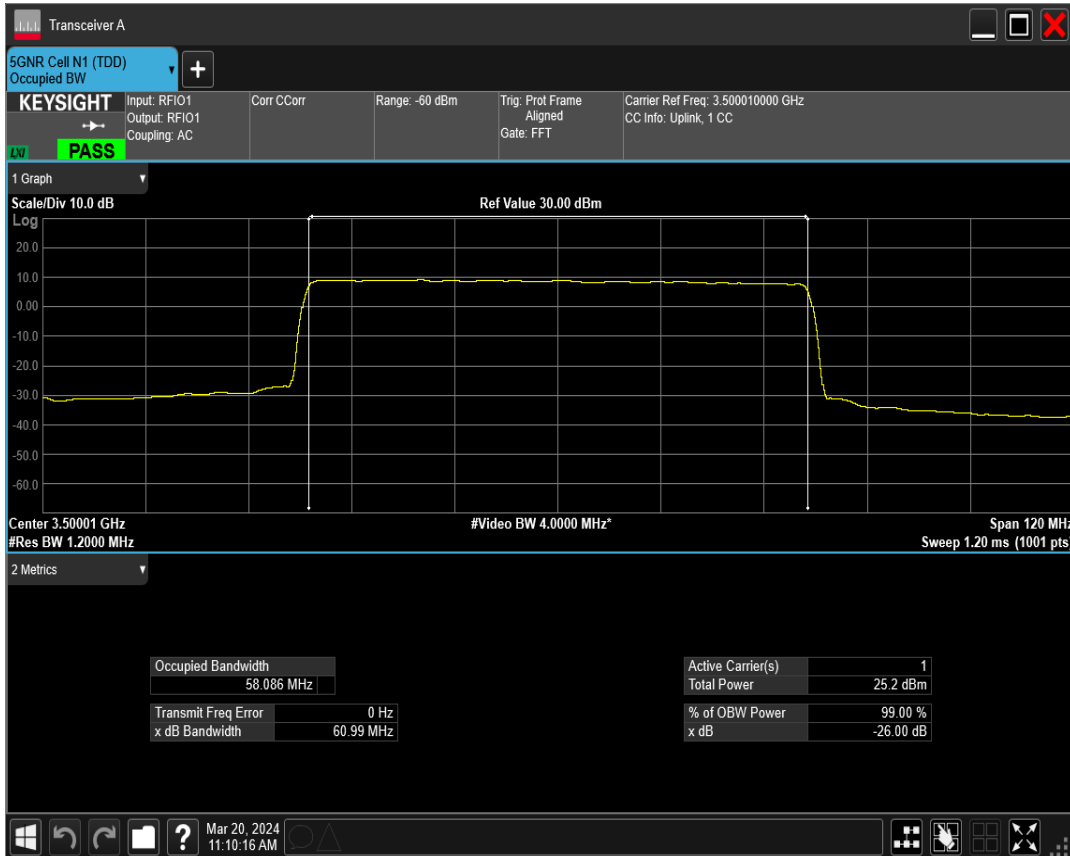 Transceiver A
5GNR Cell N1 (TDD)
Occupied BW
+
KEYSIGHT
LXI
PASS
Input: RFIO1
Output: RFIO1
Coupling: AC
Corr CCorr
Range: -60 dBm
Trig: Prot Frame
Aligned
Gate: FFT
Carrier Ref Freq: 3.500010000 GHz
CC Info: Uplink, 1 CC
1 Graph
Scale/Div 10.0 dB
Ref Value 30.00 dBm
Log
20.0
10.0
0.00
-10.0
-20.0
-30.0
-40.0
-50.0
-60.0
Center 3.50001 GHz
#Video BW 4.0000 MHz*
Span 120 MHz
#Res BW 1.2000 MHz
Sweep 1.20 ms (1001 pts)
2 Metrics
Occupied Bandwidth
58.086 MHz
Transmit Freq Error 0 Hz
x dB Bandwidth 60.99 MHz
Active Carrier(s) 1
Total Power 25.2 dBm
% of OBW Power 99.00 %
x dB -26.00 dB
?
Mar 20, 2024
11:10:16 AM